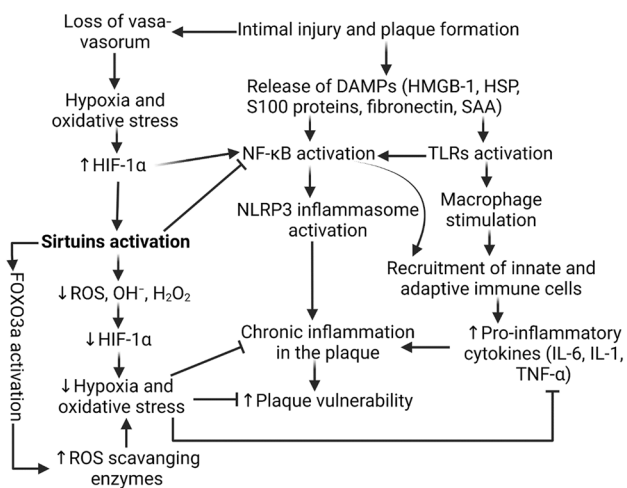 Loss of vasa-
vasorum
Intimal injury and plaque formation
Hypoxia and
oxidative stress
Release of DAMPs (HMGB-1, HSP,
S100 proteins, fibronectin, SAA)
↑HIF-1α
NF-κB activation
TLRs activation
NLRP3 inflammasome
activation
Macrophage
stimulation
Sirtuins activation
Recruitment of innate and
adaptive immune cells
FOXO3a activation
↓ROS, OH⁻, H₂O₂
↓HIF-1α
Chronic inflammation
in the plaque
↑Pro-inflammatory
cytokines (IL-6, IL-1,
TNF-α)
↓Hypoxia and
oxidative stress
↑Plaque vulnerability
↑ROS scavanging
enzymes